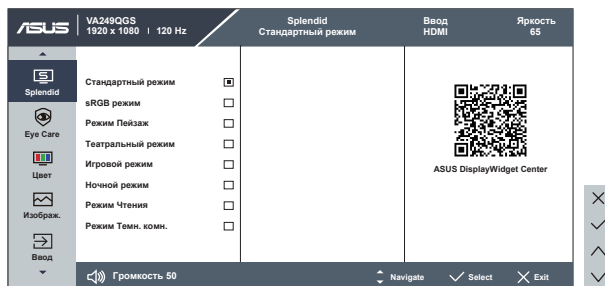 ASUS
VA249QGS
1920 x 1080 | 120 Hz
Splendid
Стандартный режим
Ввод
HDMI
Яркость
65
Splendid
Eye Care
Цвет
Изображ.
Ввод
Стандартный режим
sRGB режим
Режим Пейзаж
Театральный режим
Игровой режим
Ночной режим
Режим Чтения
Режим Темн. комн.
ASUS DisplayWidget Center
Громкость 50
Navigate
Select
Exit